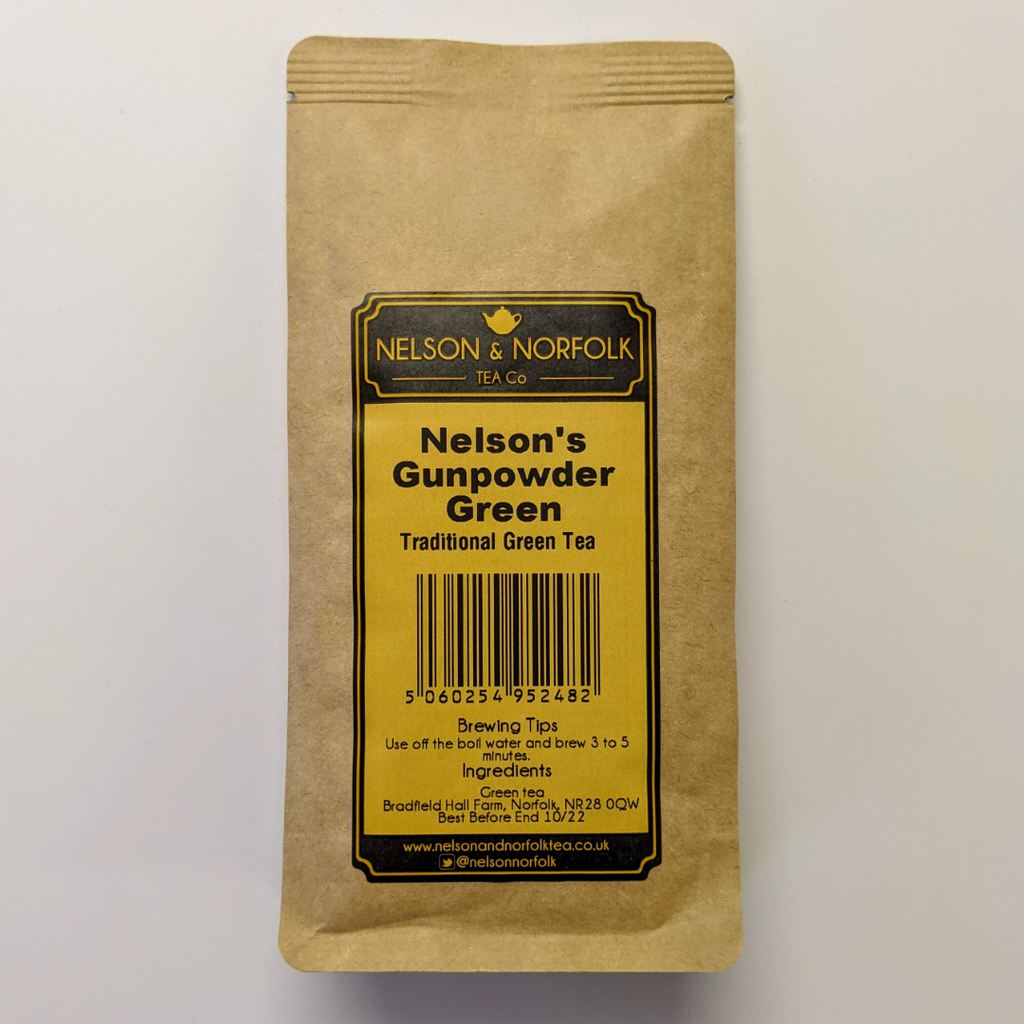 NELSON & NORFOLK
TEA Co
Nelson's
Gunpowder
Green
Traditional Green Tea
5 060254 952482
Brewing Tips
Use off the boil water and brew 3 to 5
minutes.
Ingredients
Green tea
Bradfield Hall Farm, Norfolk, NR28 0QW
Best Before End 10/22
www.nelsonandnorfolktea.co.uk
@nelsonnorfolk